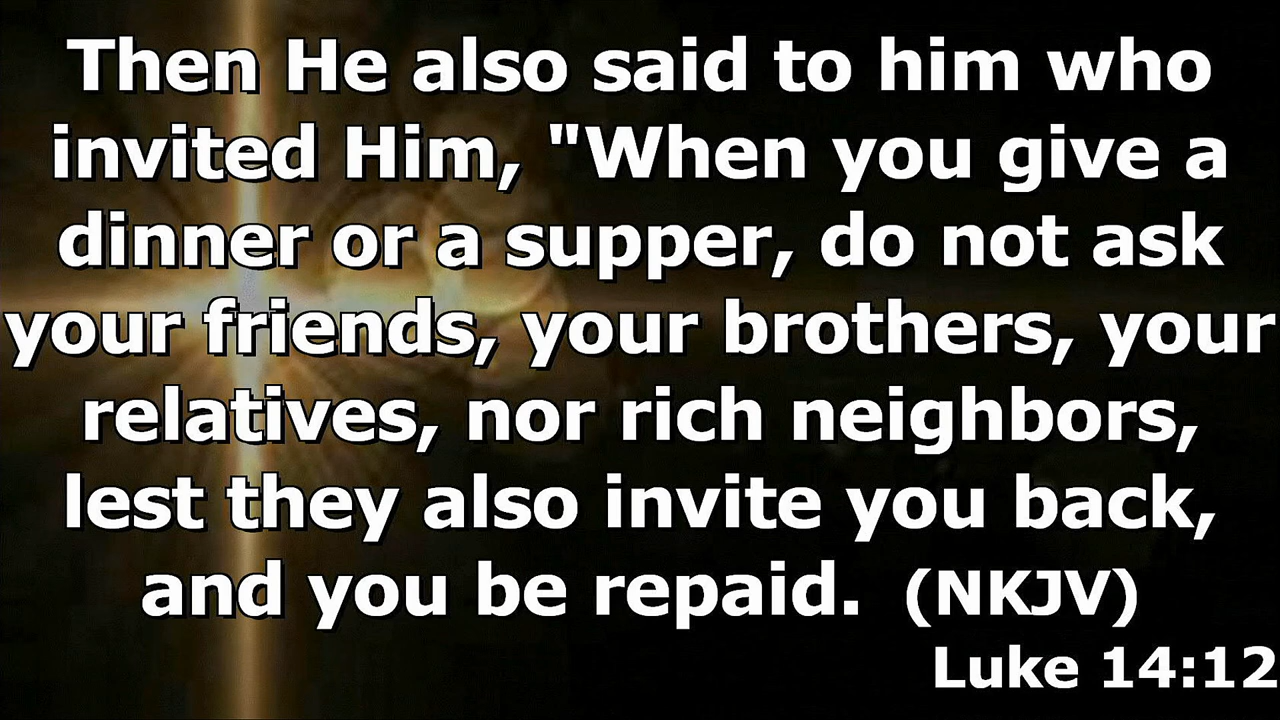 Then He also said to him who
invited Him, "When you give a
dinner or a supper, do not ask
your friends, your brothers, your
relatives, nor rich neighbors,
lest they also invite you back,
and you be repaid. (NKJV)
Luke 14:12